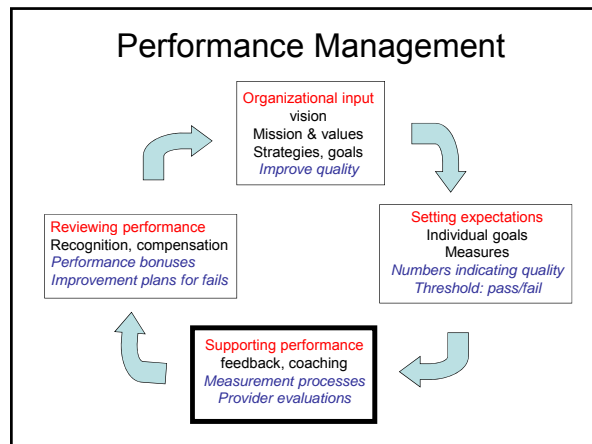 Performance Management
Organizational input
vision
Mission & values
Strategies, goals
Improve quality
Setting expectations
Individual goals
Measures
Numbers indicating quality
Threshold: pass/fail
Supporting performance
feedback, coaching
Measurement processes
Provider evaluations
Reviewing performance
Recognition, compensation
Performance bonuses
Improvement plans for fails